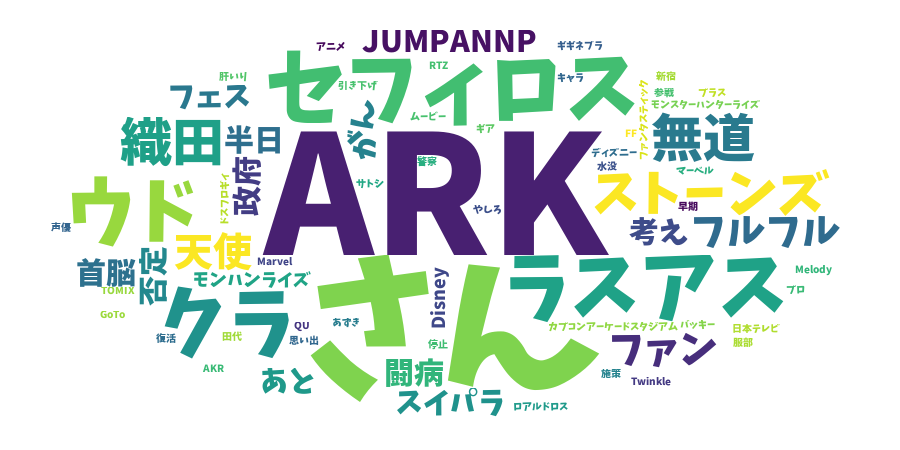 JUMPANNP
アニメ
ギギネブラ
セフィロス
RTZ
肝いり
引き下げ
キャラ
新宿
フェス
参戦
プラス
モンスターハンターライズ
ムービー
ギア
がん
ファンタスティック
FF
織田
半日
無道
ARK
警察
ディズニー
水没
マーベル
政府
サトシ
ウド
ドスフロギィ
ストーンズ
やしろ
早期
声優
考え
フルフル
天使
Marvel
首脳
否定
モンハンライズ
さん
Disney
ラスアス
Melody
TOMIX
プロ
クラ
GoTo
QU
あずき
カプコンアーケードスタジアム
バッキー
日本テレビ
復活
田代
思い出
停止
ファン
服部
AKR
あと
闘病
施策
Twinkle
スイパラ
ロアルドロス